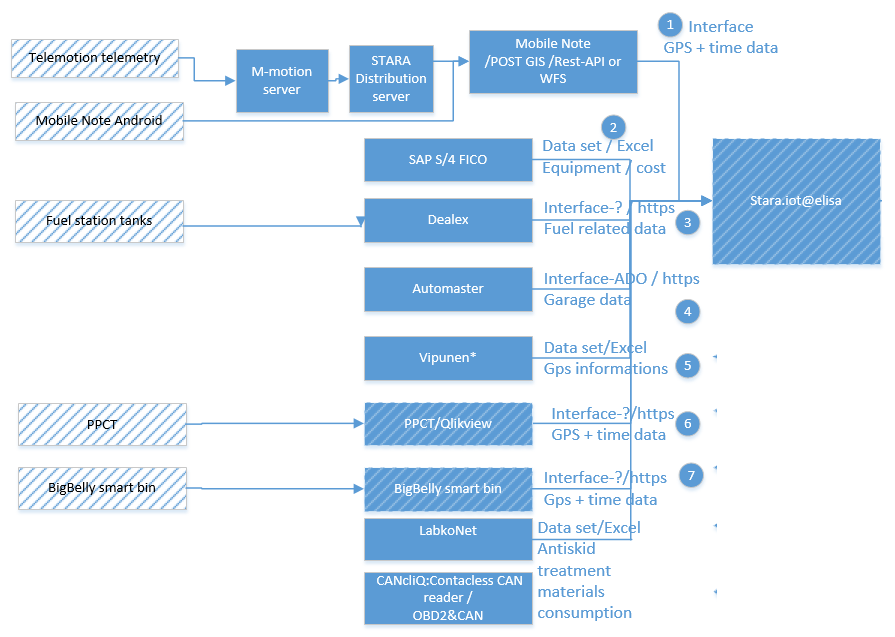 1
Interface
GPS + time data
Telemotion telemetry
M-motion
server
STARA
Distribution
server
Mobile Note
/POST GIS /Rest-API or
WFS
Mobile Note Android
2
SAP S/4 FICO
Data set / Excel
Equipment / cost
Stara.iot@elisa
Fuel station tanks
Dealex
Interface-? / https
Fuel related data
3
Automaster
Interface-ADO / https
Garage data
4
Vipunen*
Data set/Excel
Gps informations
5
PPCT
PPCT/Qlikview
Interface-?/https
GPS + time data
6
BigBelly smart bin
BigBelly smart bin
Interface-?/https
Gps + time data
7
LabkoNet
Data set/Excel
Antiskid
treatment
materials
consumption
CANcliQ:Contacless CAN
reader /
OBD2&CAN